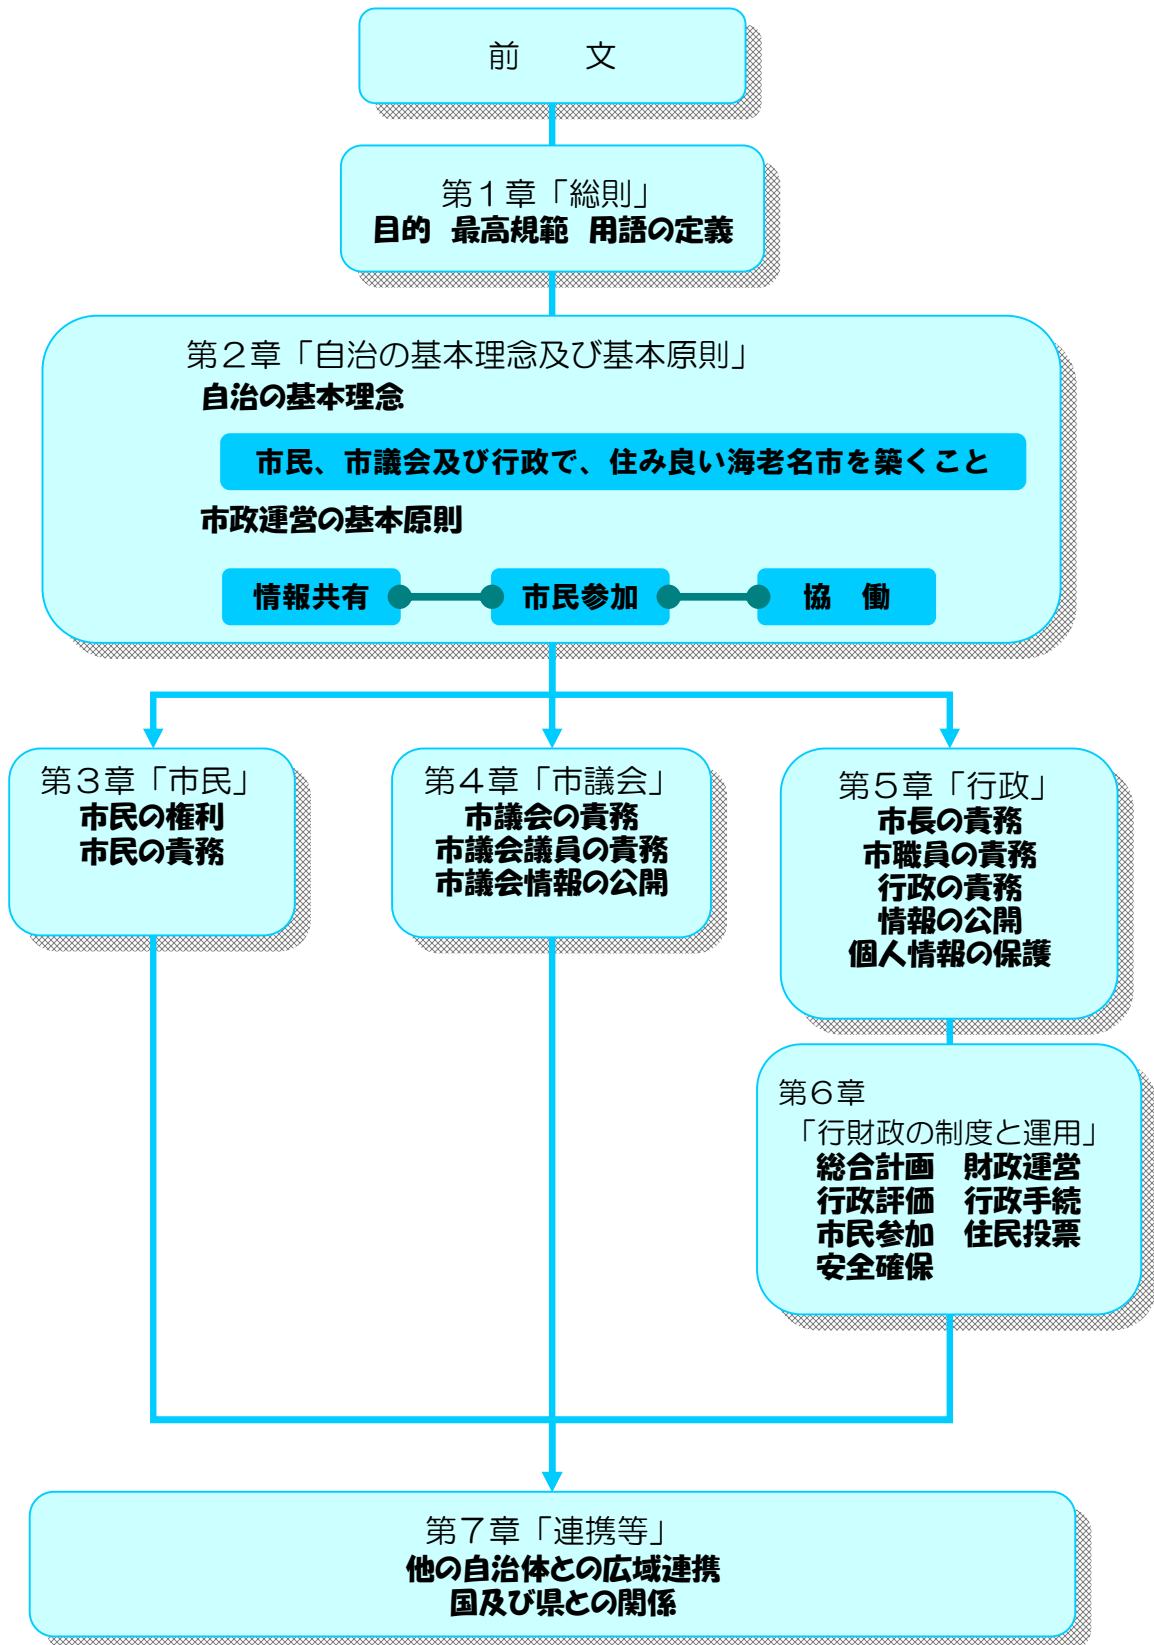 前　　文
第１章「総則」
目的　最高規範　用語の定義
第２章「自治の基本理念及び基本原則」
自治の基本理念
市民、市議会及び行政で、住み良い海老名市を築くこと
市政運営の基本原則
情報共有　市民参加　協　働
第３章「市民」
市民の権利
市民の責務
第４章「市議会」
市議会の責務
市議会議員の責務
市議会情報の公開
第５章「行政」
市長の責務
市職員の責務
行政の責務
情報の公開
個人情報の保護
第６章
「行財政の制度と運用」
総合計画　財政運営
行政評価　行政手続
市民参加　住民投票
安全確保
第７章「連携等」
他の自治体との広域連携
国及び県との関係